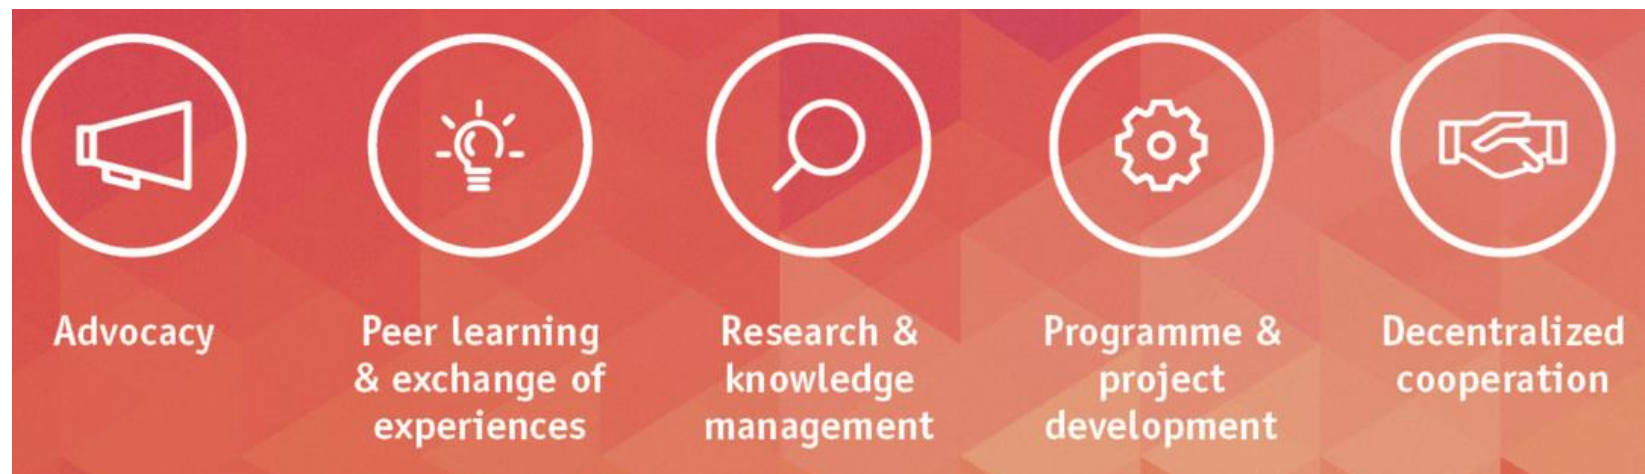 Advocacy
Peer learning
& exchange of
experiences
Research &
knowledge
management
Programme &
project
development
Decentralized
cooperation